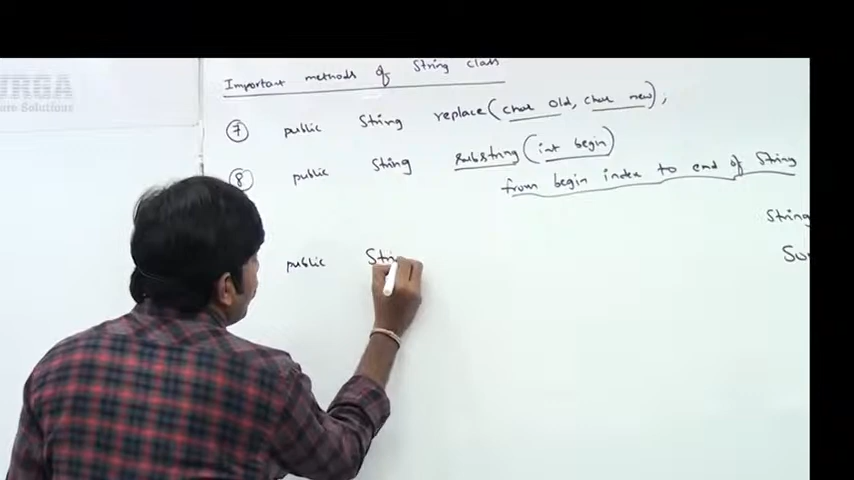 Important methods of String class
7 public String replace(char old, char new);
8 public String substring(int begin)
from begin index to end of String
String
public Strin